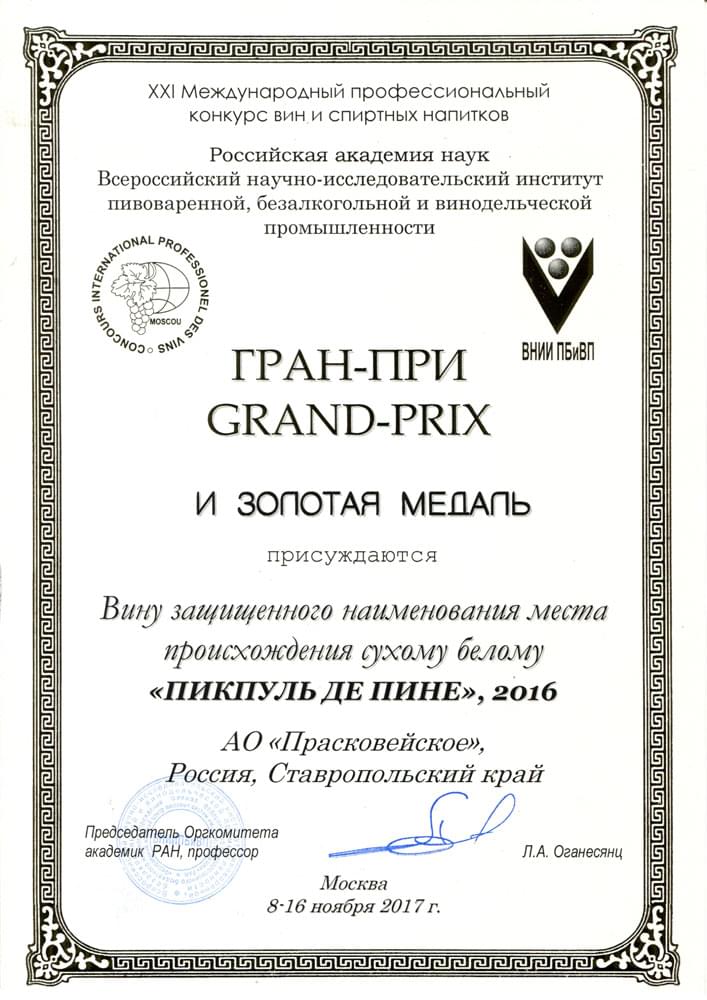 XXI Международный профессиональный
конкурс вин и спиртных напитков
Российская академия наук
Всероссийский научно-исследовательский институт
пивоваренной, безалкогольной и винодельческой
промышленности
CONCOURS INTERNATIONAL PROFESSIONNEL DES VINS
MOSCOU
ВНИИ ПБиВП
ГРАН-ПРИ
GRAND-PRIX
И ЗОЛОТАЯ МЕДАЛЬ
присуждаются
Вину защищенного наименования места
происхождения сухому белому
«ПИКПУЛЬ ДЕ ПИНЕ», 2016
АО «Прасковейское»,
Россия, Ставропольский край
Председатель Оргкомитета
академик РАН, профессор
Л.А. Оганесянц
Москва
8-16 ноября 2017 г.